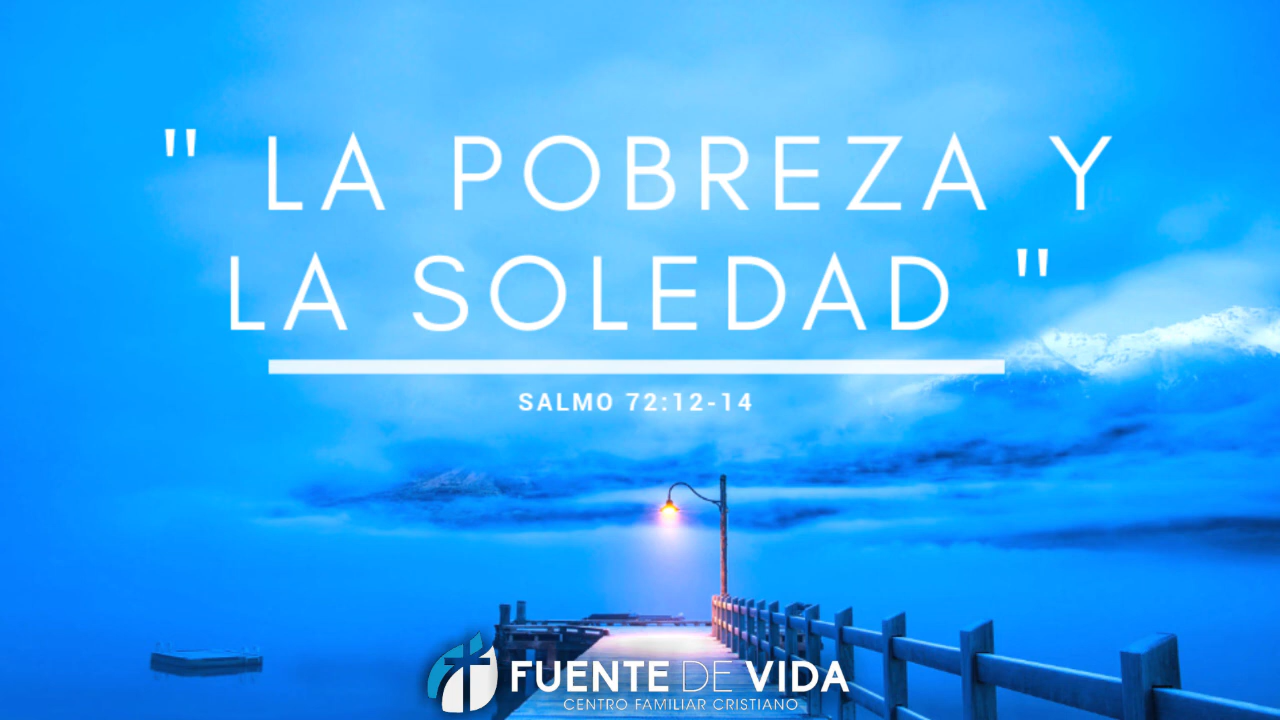 " LA POBREZA Y
LA SOLEDAD "
SALMO 72:12-14
FUENTE DE VIDA
CENTRO FAMILIAR CRISTIANO